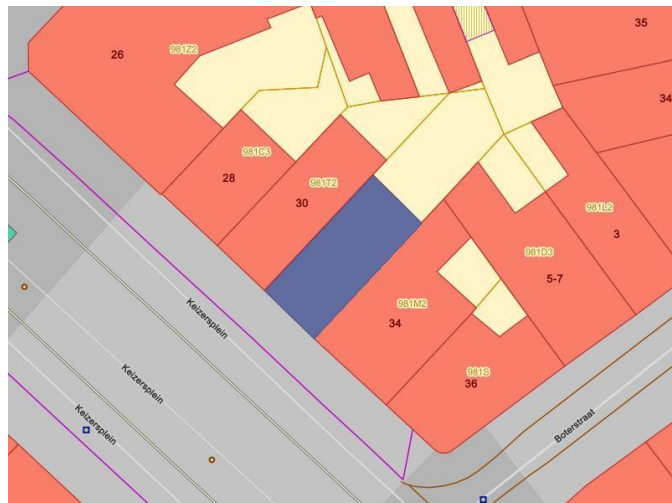 35
26
981Z2
34
981C3
28
981T2
30
981L2
3
981D3
5-7
981M2
34
981S
36
Keizersplein
Keizersplein
Keizersplein
Boterstraat